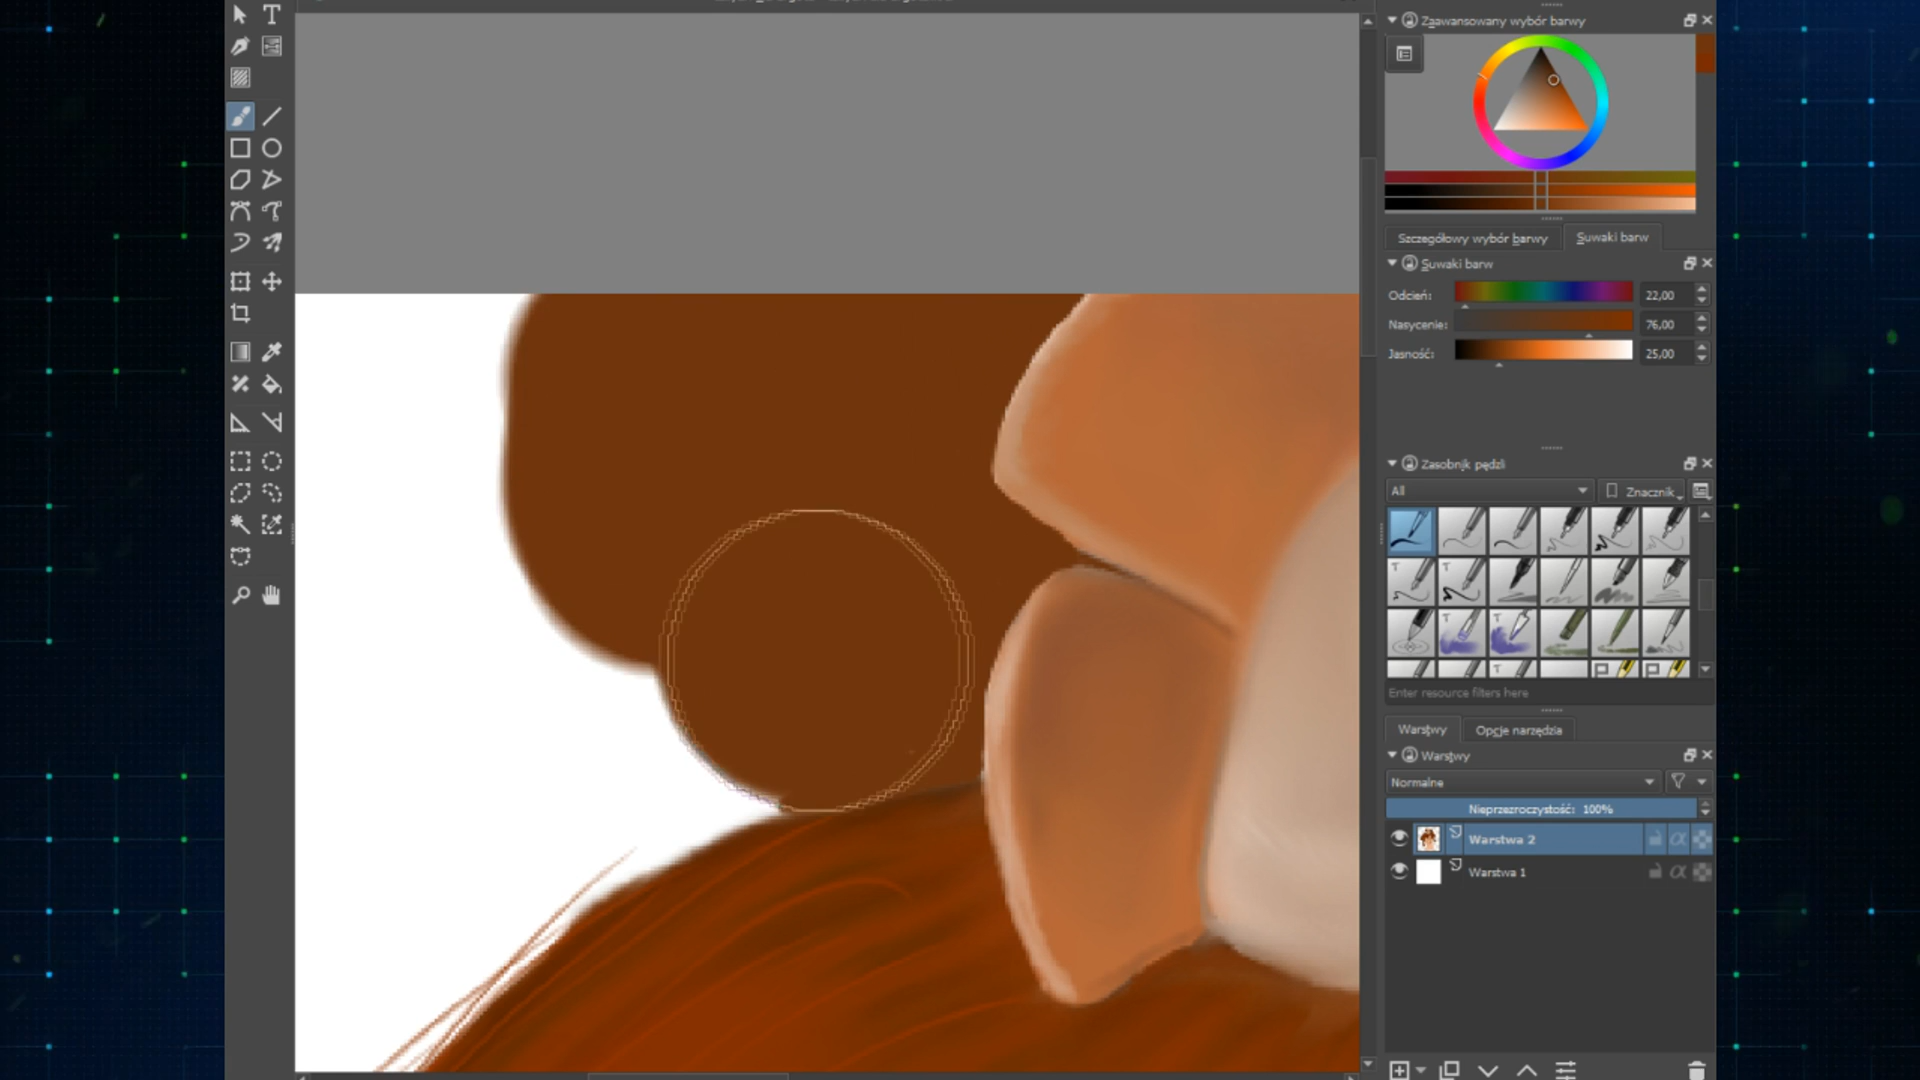 Zaawansowany wybór barwy
Szczegółowy wybór barwy
Suwaki barw
Suwaki barw
Odcień: 22,00
Nasycenie: 76,00
Jasność: 25,00
Zasobnik pędzli
All
Znacznik
Enter resource filters here
Warstwy
Opcje narzędzia
Warstwy
Normalne
Nieprzezroczystość: 100%
Warstwa 2
Warstwa 1